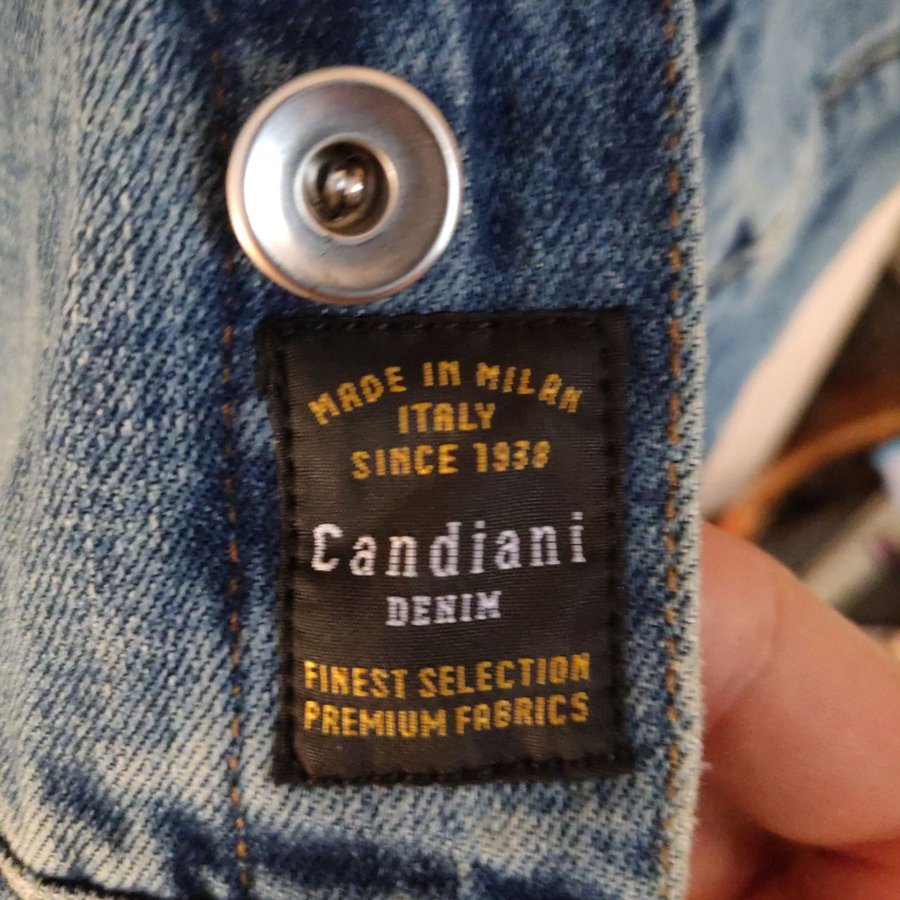 MADE IN MILAN
ITALY
SINCE 1938
Candiani
DENIM
FINEST SELECTION
PREMIUM FABRICS